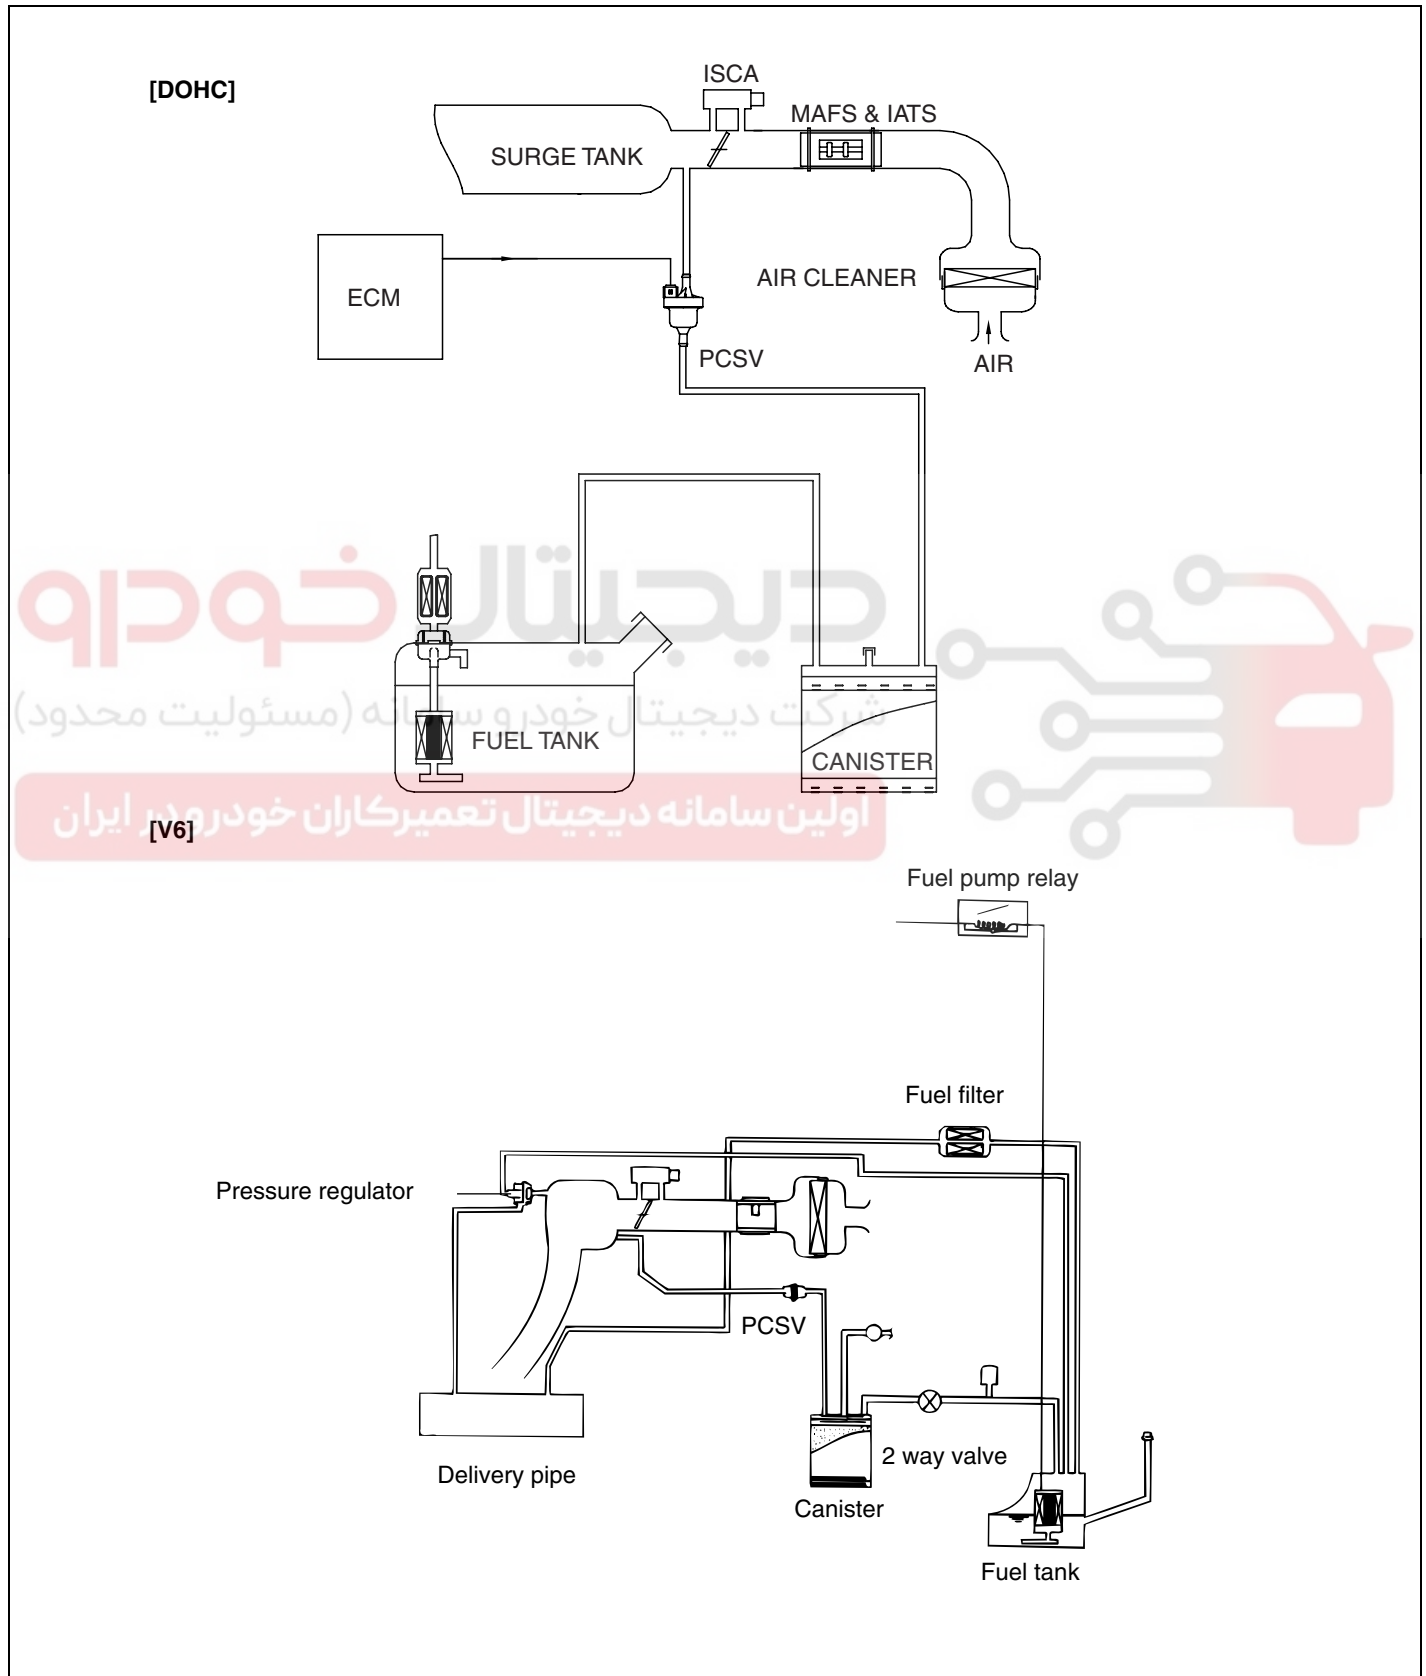 [DOHC]
ISCA
MAFS & IATS
SURGE TANK
ECM
AIR CLEANER
PCSV
AIR
دیجیتال خودرو
شرکت دیجیتال خودرو سامانه (مسئولیت محدود)
FUEL TANK
CANISTER
اولین سامانه دیجیتال تعمیرکاران خودرو در ایران
[V6]
Fuel pump relay
Fuel filter
Pressure regulator
PCSV
2 way valve
Delivery pipe
Canister
Fuel tank